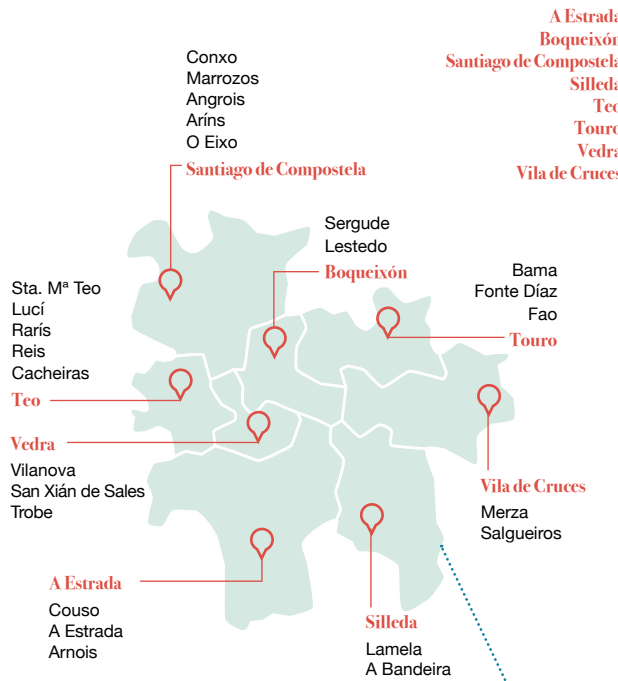 A Estrada
Boqueixón
Santiago de Compostela
Silleda
Teo
Touro
Vedra
Vila de Cruces
Conxo
Marrozos
Angrois
Aríns
O Eixo
Santiago de Compostela
Sergude
Lestedo
Boqueixón
Bama
Fonte Díaz
Fao
Touro
Sta. Mª Teo
Lucí
Rarís
Reis
Cacheiras
Teo
Vedra
Vilanova
San Xián de Sales
Trobe
Vila de Cruces
Merza
Salgueiros
A Estrada
Couso
A Estrada
Arnois
Silleda
Lamela
A Bandeira